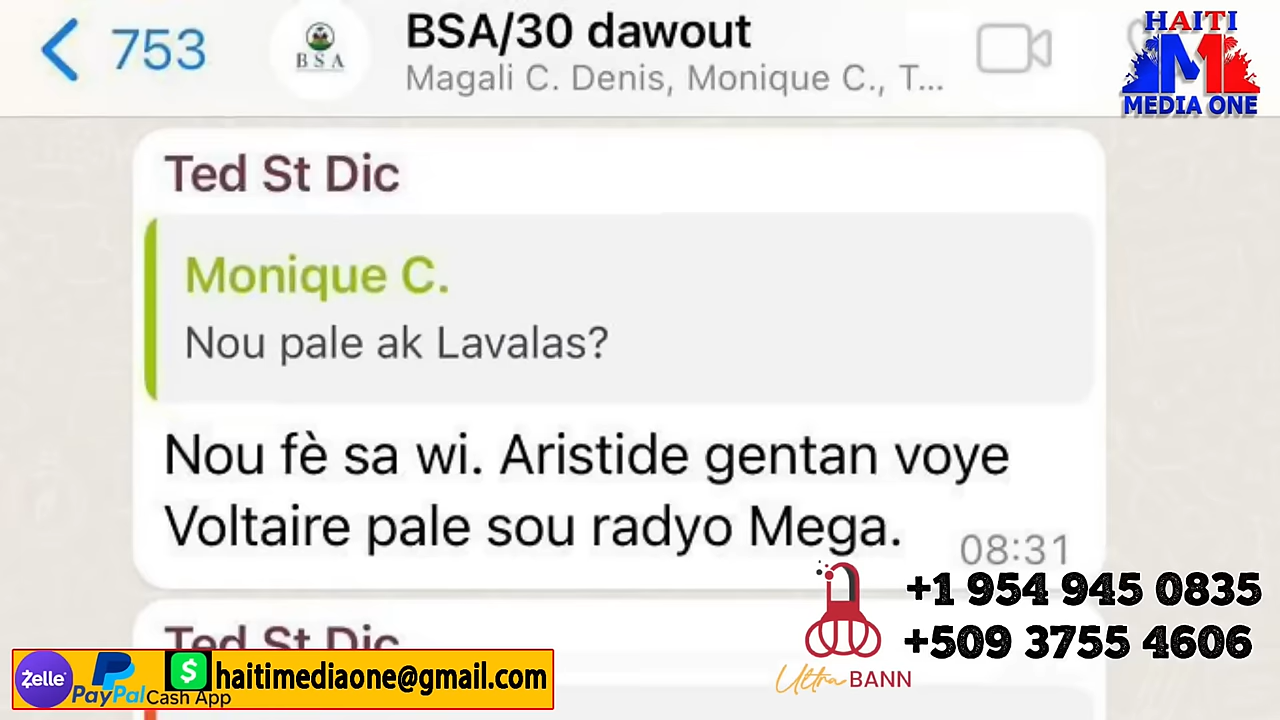 753
BSA
BSA/30 dawout
Magali C. Denis, Monique C., T...
HAITI
M
MEDIA ONE
Ted St Dic
Monique C.
Nou pale ak Lavalas?
Nou fè sa wi. Aristide gentan voye
Voltaire pale sou radyo Mega.
08:31
+1 954 945 0835
+509 3755 4606
Ultra BANN
Ted St Dic
Zelle
PayPal
$
Cash App
haitimediaone@gmail.com